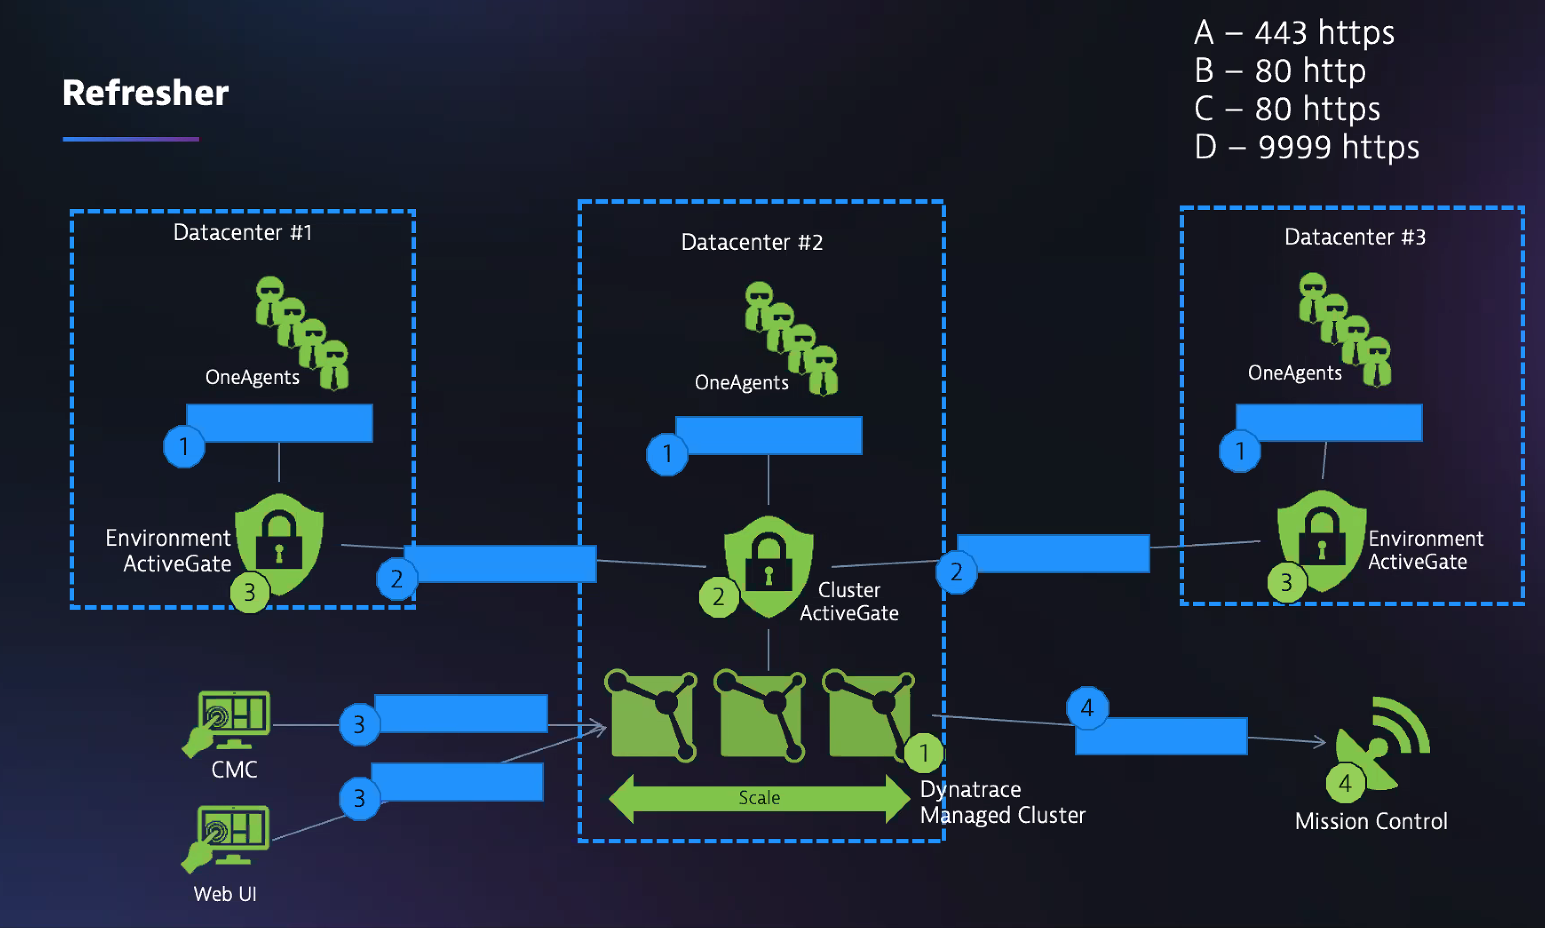 A – 443 https
B – 80 http
C – 80 https
D – 9999 https
Refresher
Datacenter #1
OneAgents
1
Environment
ActiveGate
3
2
Datacenter #2
OneAgents
1
2
Cluster
ActiveGate
2
Datacenter #3
OneAgents
1
Environment
ActiveGate
3
CMC
3
Web UI
3
1
Scale
Dynatrace
Managed Cluster
4
4
Mission Control